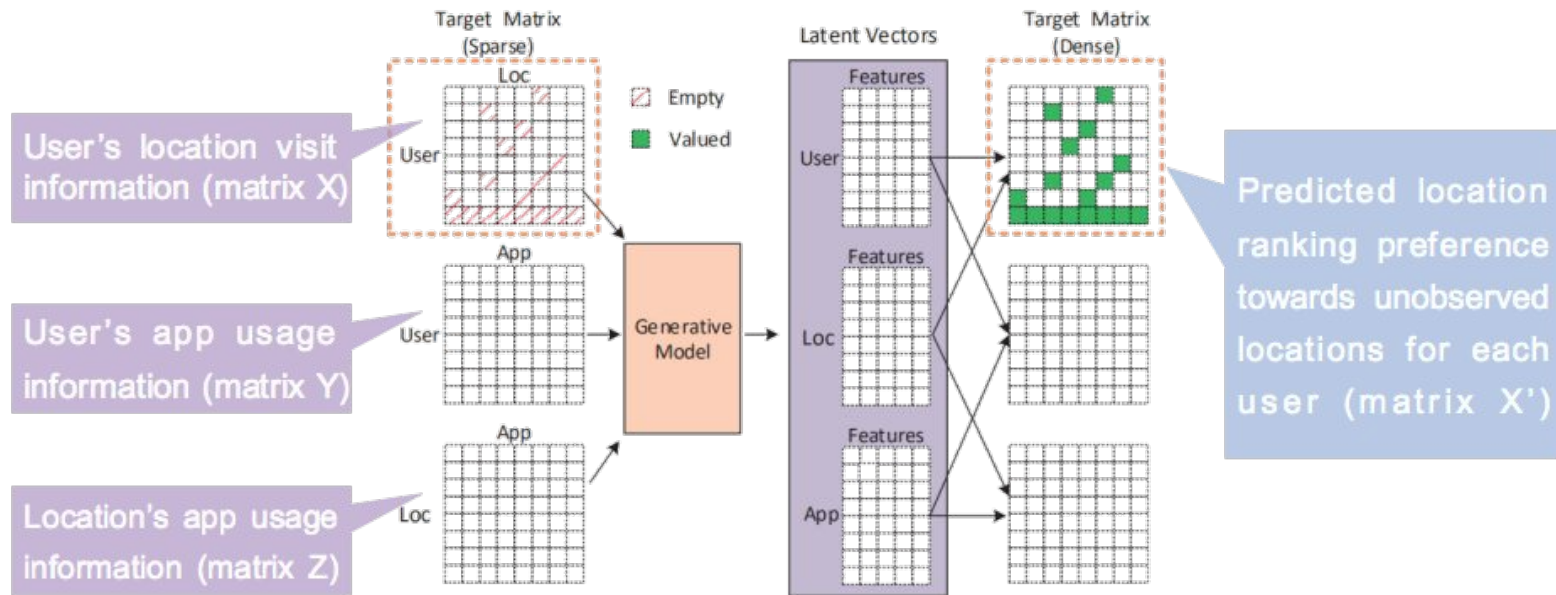 Target Matrix
(Sparse)
Loc
User
Empty
Valued
Latent Vectors
Target Matrix
(Dense)
User's location visit
information (matrix X)
App
User
User's app usage
information (matrix Y)
App
Loc
Location's app usage
information (matrix Z)
Generative
Model
Features
User
Features
Loc
Features
App
Predicted location
ranking preference
towards unobserved
locations for each
user (matrix X')